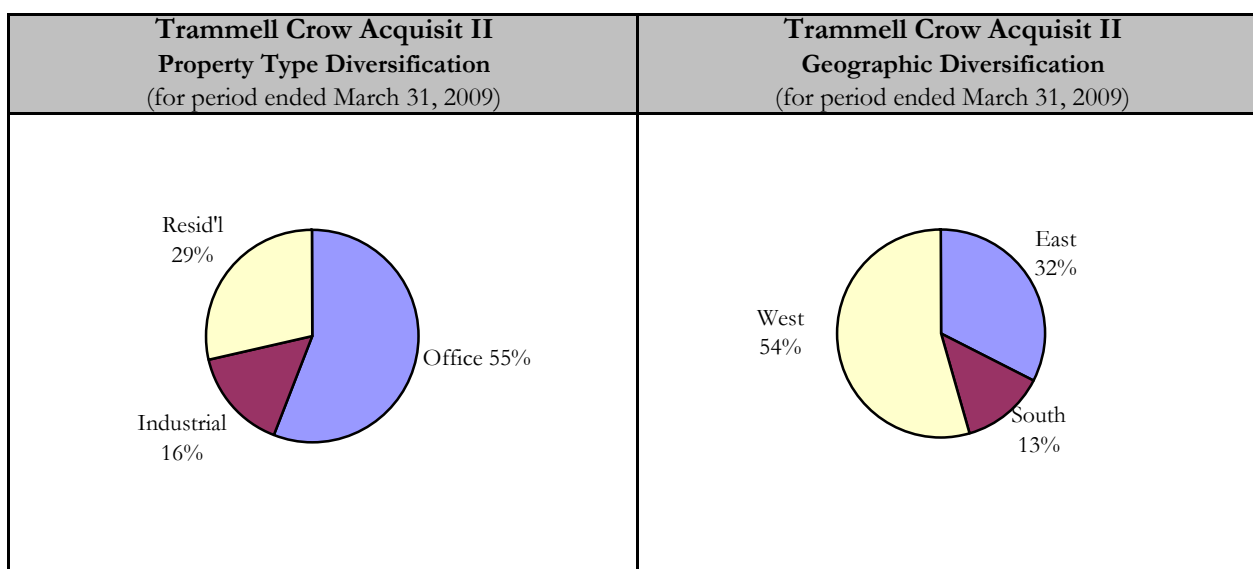 Trammell Crow Acquisit II
Property Type Diversification
(for period ended March 31, 2009)
Resid'l
29%
Office 55%
Industrial
16%
Trammell Crow Acquisit II
Geographic Diversification
(for period ended March 31, 2009)
East
32%
West
54%
South
13%